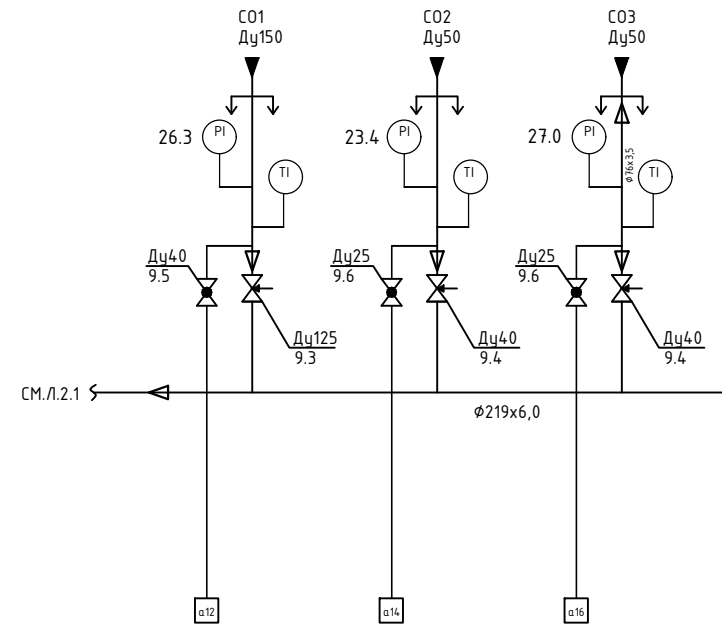 СО1
Ду150
СО2
Ду50
СО3
Ду50
26.3
PI
23.4
PI
27.0
PI
φ76х3,5
TI
TI
TI
Ду40
9.5
Ду25
9.6
Ду25
9.6
Ду125
9.3
Ду40
9.4
Ду40
9.4
СМ.Л.2.1
φ219х6,0
а12
а14
а16